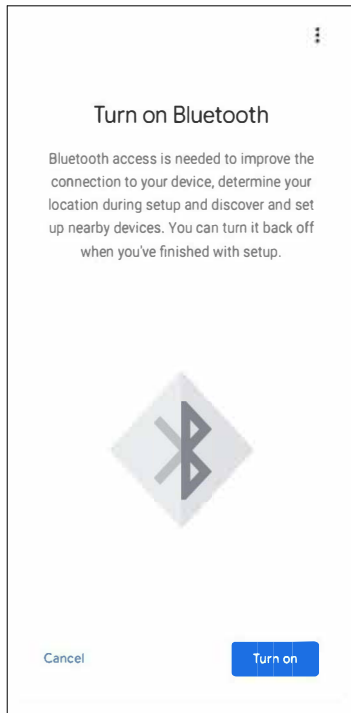 Turn on Bluetooth
Bluetooth access is needed to improve the
connection to your device, determine your
location during setup and discover and set
up nearby devices. You can turn it back off
when you've finished with setup.
Cancel
Turn on